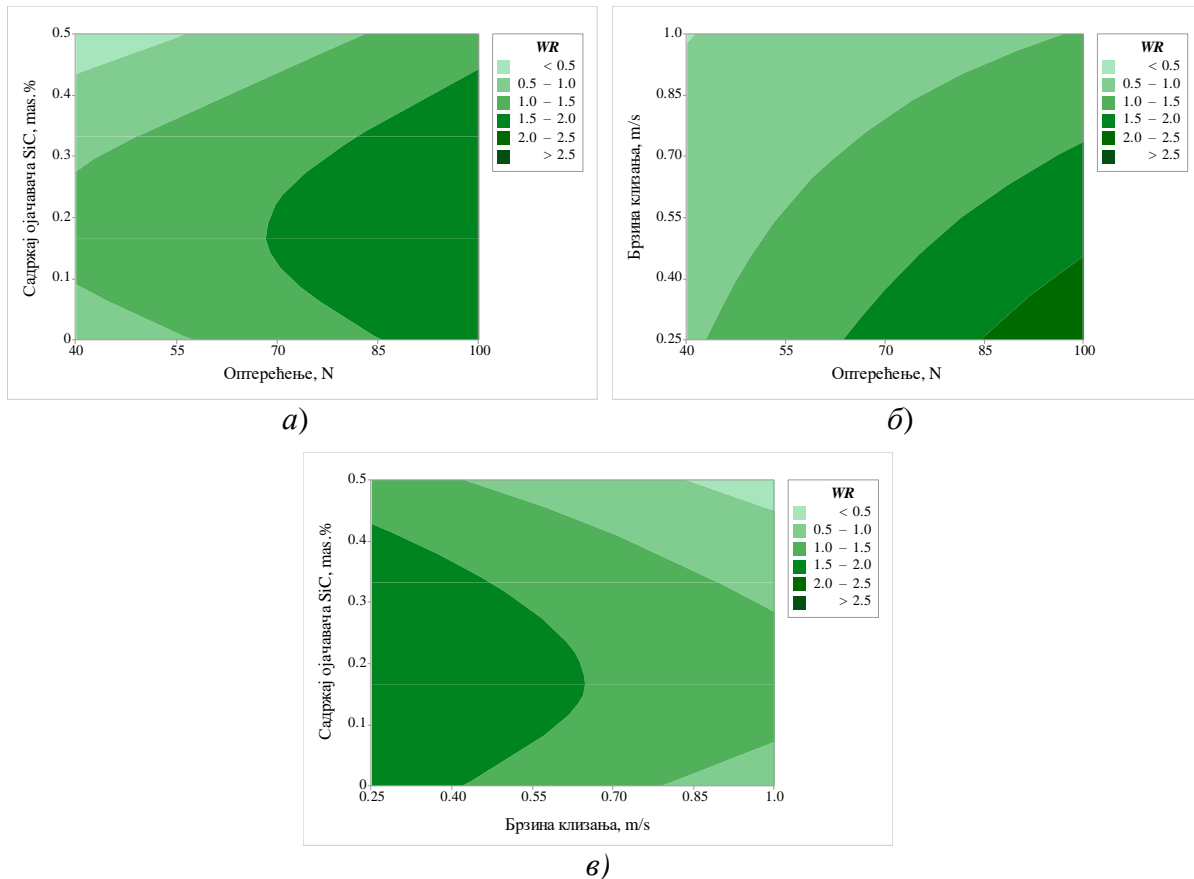 WR
< 0.5
0.5 – 1.0
1.0 – 1.5
1.5 – 2.0
2.0 – 2.5
> 2.5
Садржај ојачавача SiC, mas.%
0.5
0.4
0.3
0.2
0.1
0
40 55 70 85 100
Оптерећење, N
а)
WR
< 0.5
0.5 – 1.0
1.0 – 1.5
1.5 – 2.0
2.0 – 2.5
> 2.5
Брзина клизања, m/s
1.0
0.85
0.70
0.55
0.40
0.25
40 55 70 85 100
Оптерећење, N
б)
WR
< 0.5
0.5 – 1.0
1.0 – 1.5
1.5 – 2.0
2.0 – 2.5
> 2.5
Садржај ојачавача SiC, mas.%
0.5
0.4
0.3
0.2
0.1
0
0.25 0.40 0.55 0.70 0.85 1.0
Брзина клизања, m/s
в)